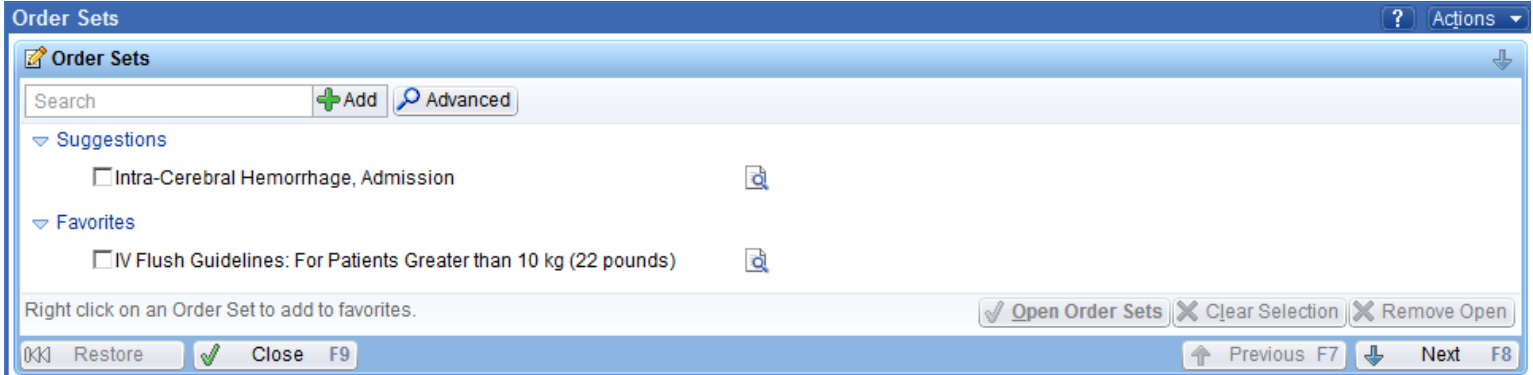 Order Sets ? Actions
Order Sets
Search Add Advanced
Suggestions
Intra-Cerebral Hemorrhage, Admission
Favorites
IV Flush Guidelines: For Patients Greater than 10 kg (22 pounds)
Right click on an Order Set to add to favorites. Open Order Sets Clear Selection Remove Open
Restore Close F9 Previous F7 Next F8